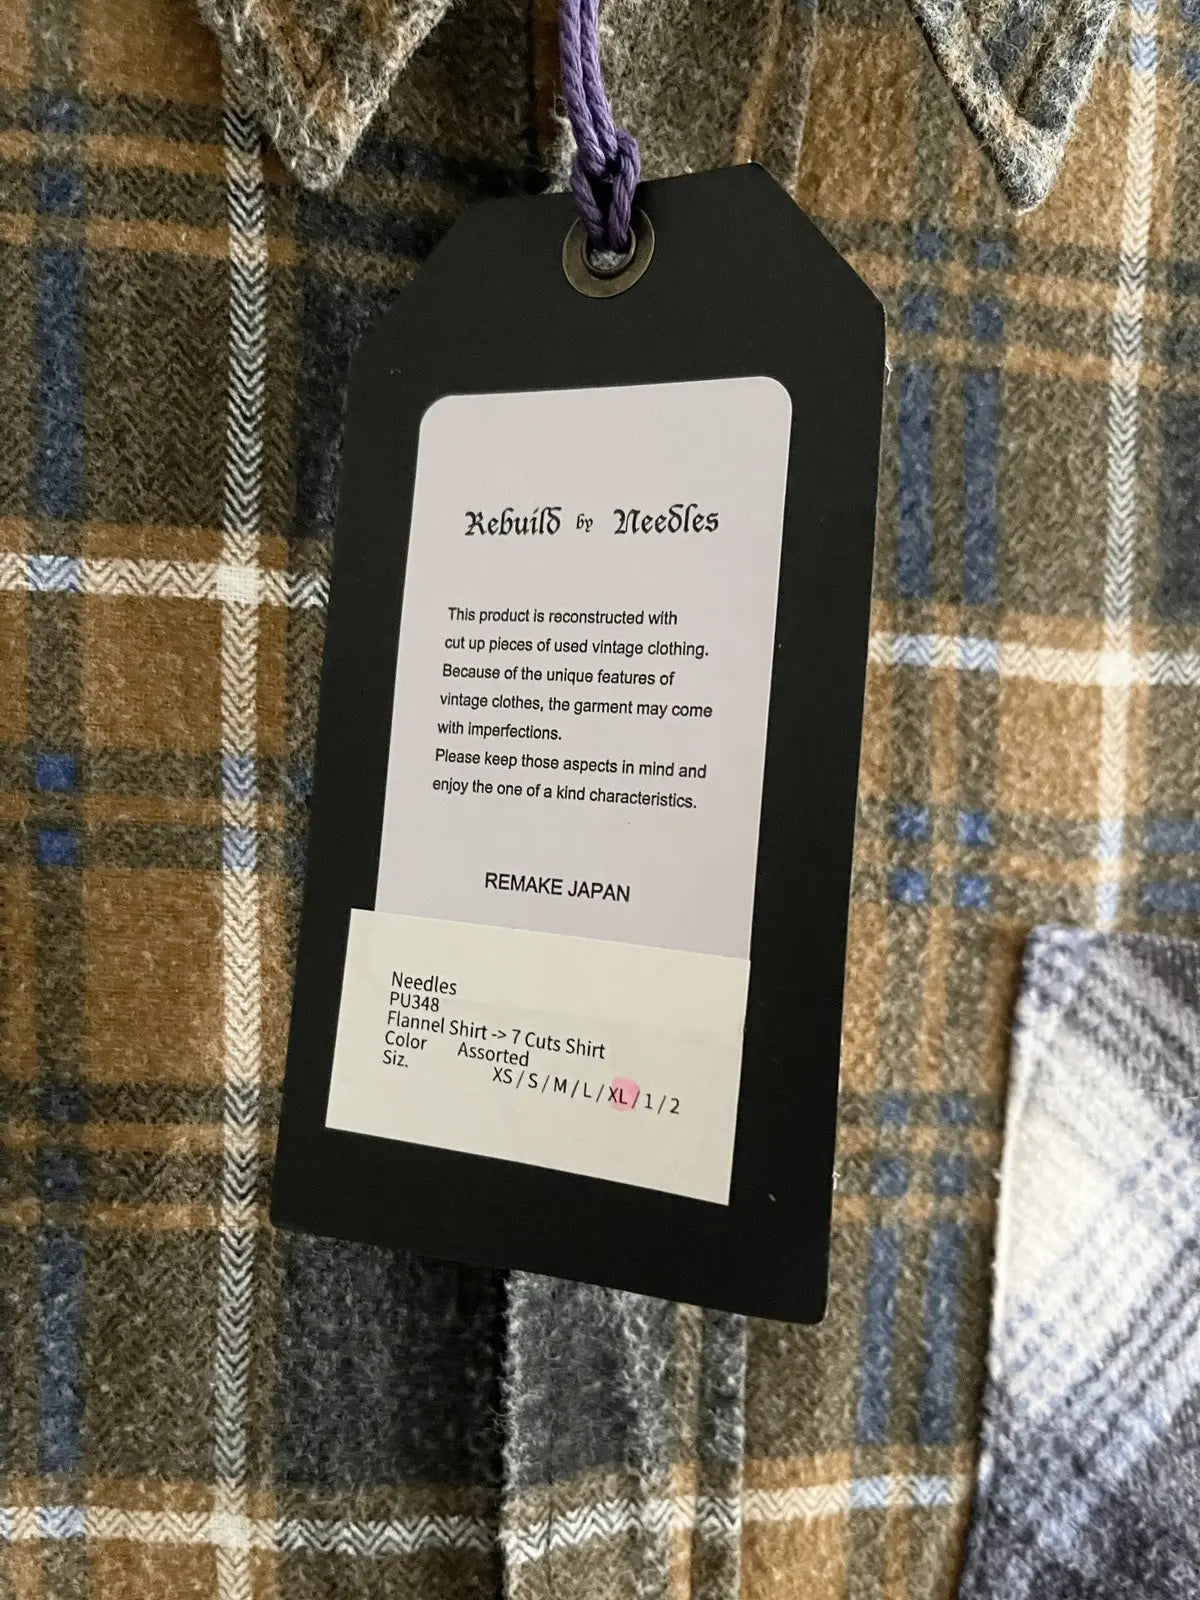 Rebuild by Needles
This product is reconstructed with
cut up pieces of used vintage clothing.
Because of the unique features of
vintage clothes, the garment may come
with imperfections.
Please keep those aspects in mind and
enjoy the one of a kind characteristics.
REMAKE JAPAN
Needles
PU348
Flannel Shirt -> 7 Cuts Shirt
Color Assorted
Siz. XS / S / M / L / XL / 1 / 2